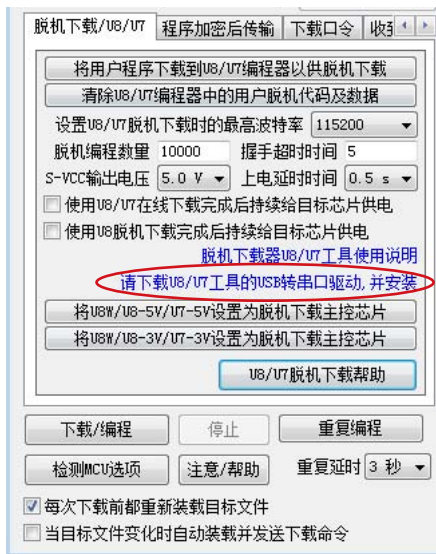 脱机下载/U8/U7 程序加密后传输 下载口令
将用户程序下载到U8/U7编程器以供脱机下载
清除U8/U7编程器中的用户脱机代码及数据
设置U8/U7脱机下载时的最高波特率 115200
脱机编程数量 10000 握手超时时间 5
S-VCC输出电压 5.0 V 上电延时时间 0.5 s
使用U8/U7在线下载完成后持续给目标芯片供电
使用U8脱机下载完成后持续给目标芯片供电
脱机下载器U8/U7工具使用说明
请下载U8/U7工具的USB转串口驱动,并安装
将U8W/U8-5V/U7-5V设置为脱机下载主控芯片
将U8W/U8-3V/U7-3V设置为脱机下载主控芯片
U8/U7脱机下载帮助
下载/编程 停止 重复编程
检测MCU选项 注意/帮助 重复延时 3 秒
每次下载前都重新装载目标文件
当目标文件变化时自动装载并发送下载命令